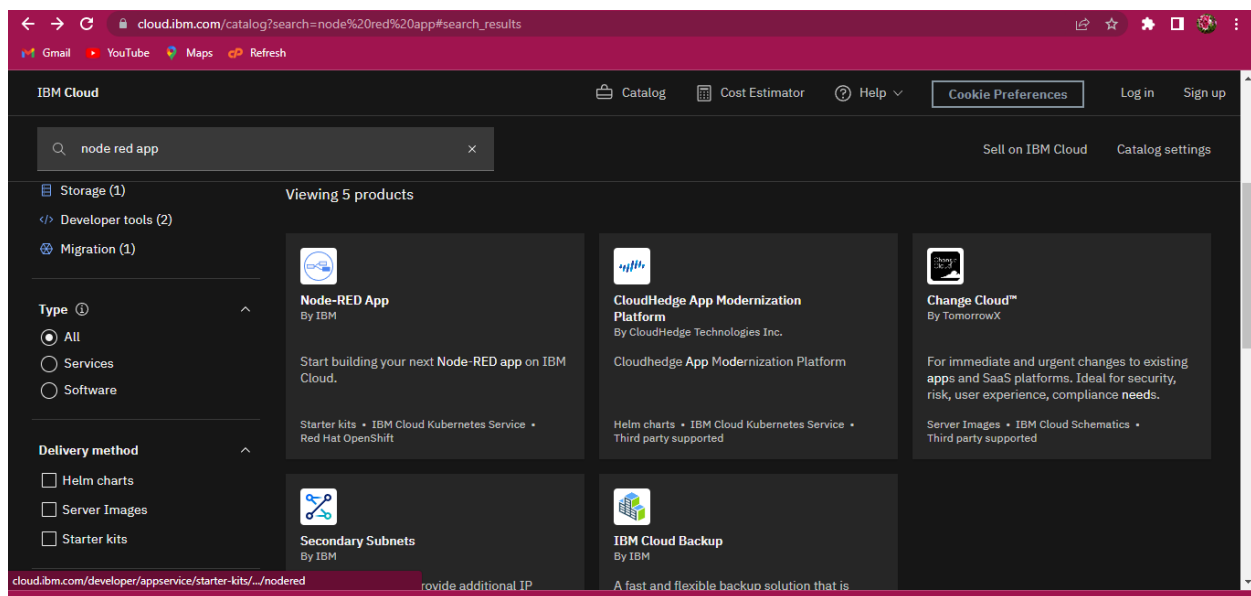 cloud.ibm.com/catalog?search=node%20red%20app#search_results
Gmail YouTube Maps Refresh
IBM Cloud Catalog Cost Estimator Help Cookie Preferences Log in Sign up
node red app Sell on IBM Cloud Catalog settings
Storage (1)
Developer tools (2)
Migration (1)
Type
All
Services
Software
Delivery method
Helm charts
Server Images
Starter kits
Viewing 5 products
Node-RED App
By IBM
Start building your next Node-RED app on IBM
Cloud.
Starter kits • IBM Cloud Kubernetes Service •
Red Hat OpenShift
CloudHedge App Modernization
Platform
By CloudHedge Technologies Inc.
Cloudhedge App Modernization Platform
Helm charts • IBM Cloud Kubernetes Service •
Third party supported
Change Cloud™
By TomorrowX
For immediate and urgent changes to existing
apps and SaaS platforms. Ideal for security,
risk, user experience, compliance needs.
Server Images • IBM Cloud Schematics •
Third party supported
Secondary Subnets
By IBM
rovide additional IP
IBM Cloud Backup
By IBM
A fast and flexible backup solution that is
cloud.ibm.com/developer/appservice/starter-kits/.../nodered